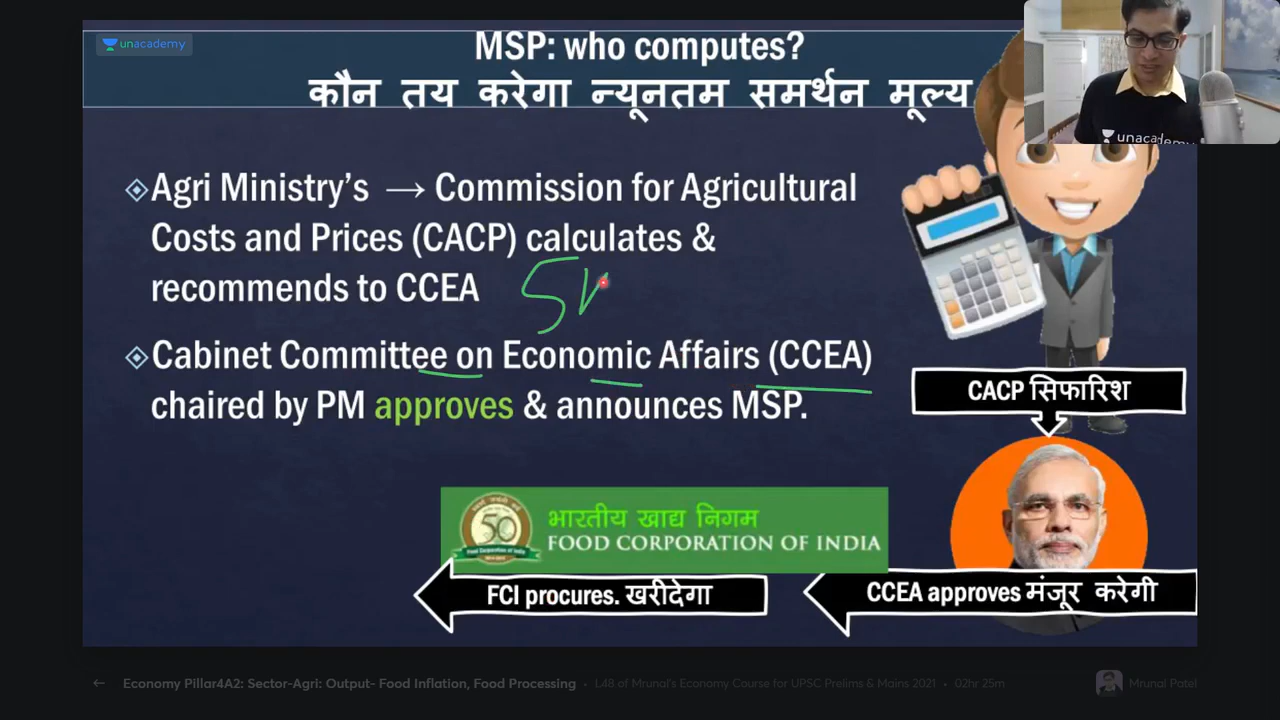 unacademy
MSP: who computes?
कौन तय करेगा न्यूनतम समर्थन मूल्य
unacademy
Agri Ministry's → Commission for Agricultural
Costs and Prices (CACP) calculates &
recommends to CCEA
Cabinet Committee on Economic Affairs (CCEA)
chaired by PM approves & announces MSP.
CACP सिफारिश
50
भारतीय खाद्य निगम
FOOD CORPORATION OF INDIA
FCI procures. खरीदेगा
CCEA approves मंजूर करेगी
← Economy Pillar4A2: Sector-Agri: Output- Food Inflation, Food Processing • L48 of Mrunal's Economy Course for UPSC Prelims & Mains 2021 • 02hr 25m
Mrunal Patel